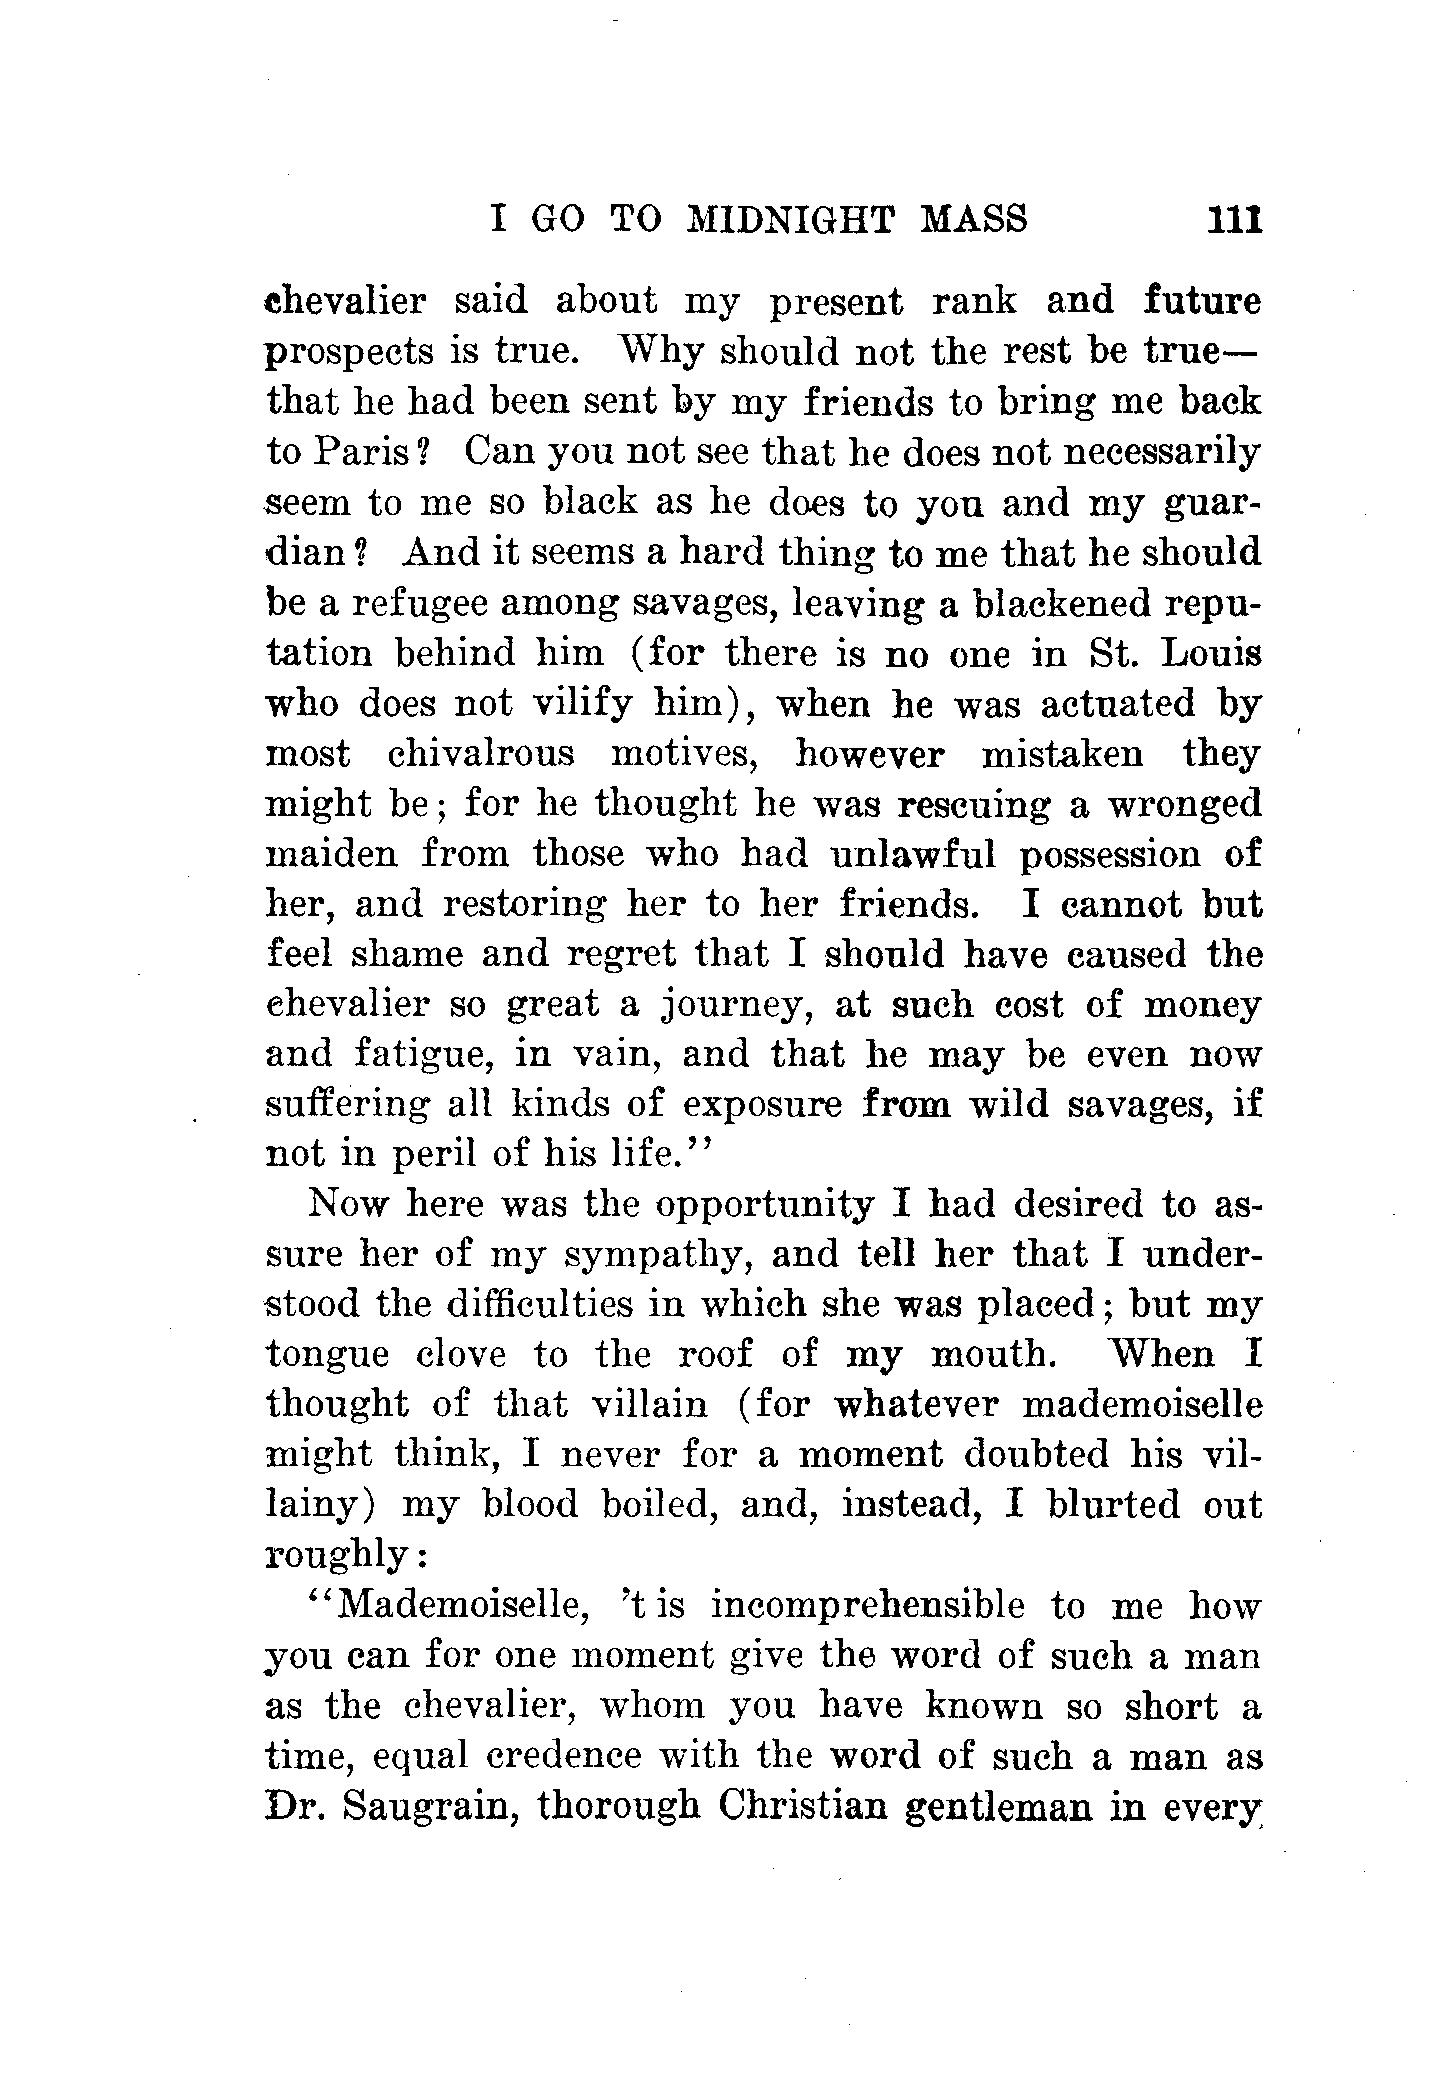 I GO TO MIDNIGHT MASS 111
chevalier said about my present rank and future
prospects is true. Why should not the rest be true—
that he had been sent by my friends to bring me back
to Paris? Can you not see that he does not necessarily
seem to me so black as he does to you and my guar-
dian? And it seems a hard thing to me that he should
be a refugee among savages, leaving a blackened repu-
tation behind him (for there is no one in St. Louis
who does not vilify him), when he was actuated by
most chivalrous motives, however mistaken they
might be; for he thought he was rescuing a wronged
maiden from those who had unlawful possession of
her, and restoring her to her friends. I cannot but
feel shame and regret that I should have caused the
chevalier so great a journey, at such cost of money
and fatigue, in vain, and that he may be even now
suffering all kinds of exposure from wild savages, if
not in peril of his life.''
Now here was the opportunity I had desired to as-
sure her of my sympathy, and tell her that I under-
stood the difficulties in which she was placed; but my
tongue clove to the roof of my mouth. When I
thought of that villain (for whatever mademoiselle
might think, I never for a moment doubted his vil-
lainy) my blood boiled, and, instead, I blurted out
roughly:
"Mademoiselle, 't is incomprehensible to me how
you can for one moment give the word of such a man
as the chevalier, whom you have known so short a
time, equal credence with the word of such a man as
Dr. Saugrain, thorough Christian gentleman in every